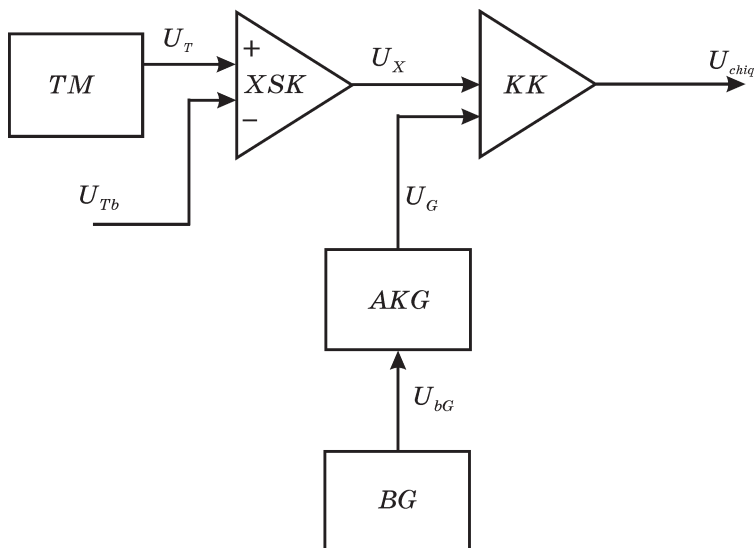 TM
U_T
+
XSK
−
U_X
KK
U_chiq
U_Tb
U_G
AKG
U_bG
BG